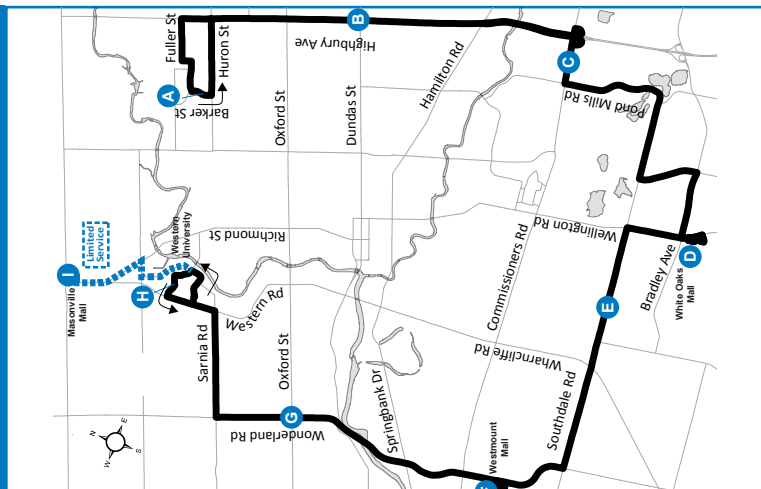 Fuller St
Huron St
Barker St
A
B
Highbury Ave
Oxford St
Dundas St
Hamilton Rd
C
Pond Mills Rd
Limited
Service
Masonville
Mall
I
H
Western
University
Richmond St
Western Rd
Sarnia Rd
Oxford St
G
Wonderland Rd
Springbank Dr
Commissioners Rd
Wellington Rd
Wharncliffe Rd
Bradley Ave
D
White Oaks
Mall
E
Southdale Rd
Westmount
Mall
N
E
S
W